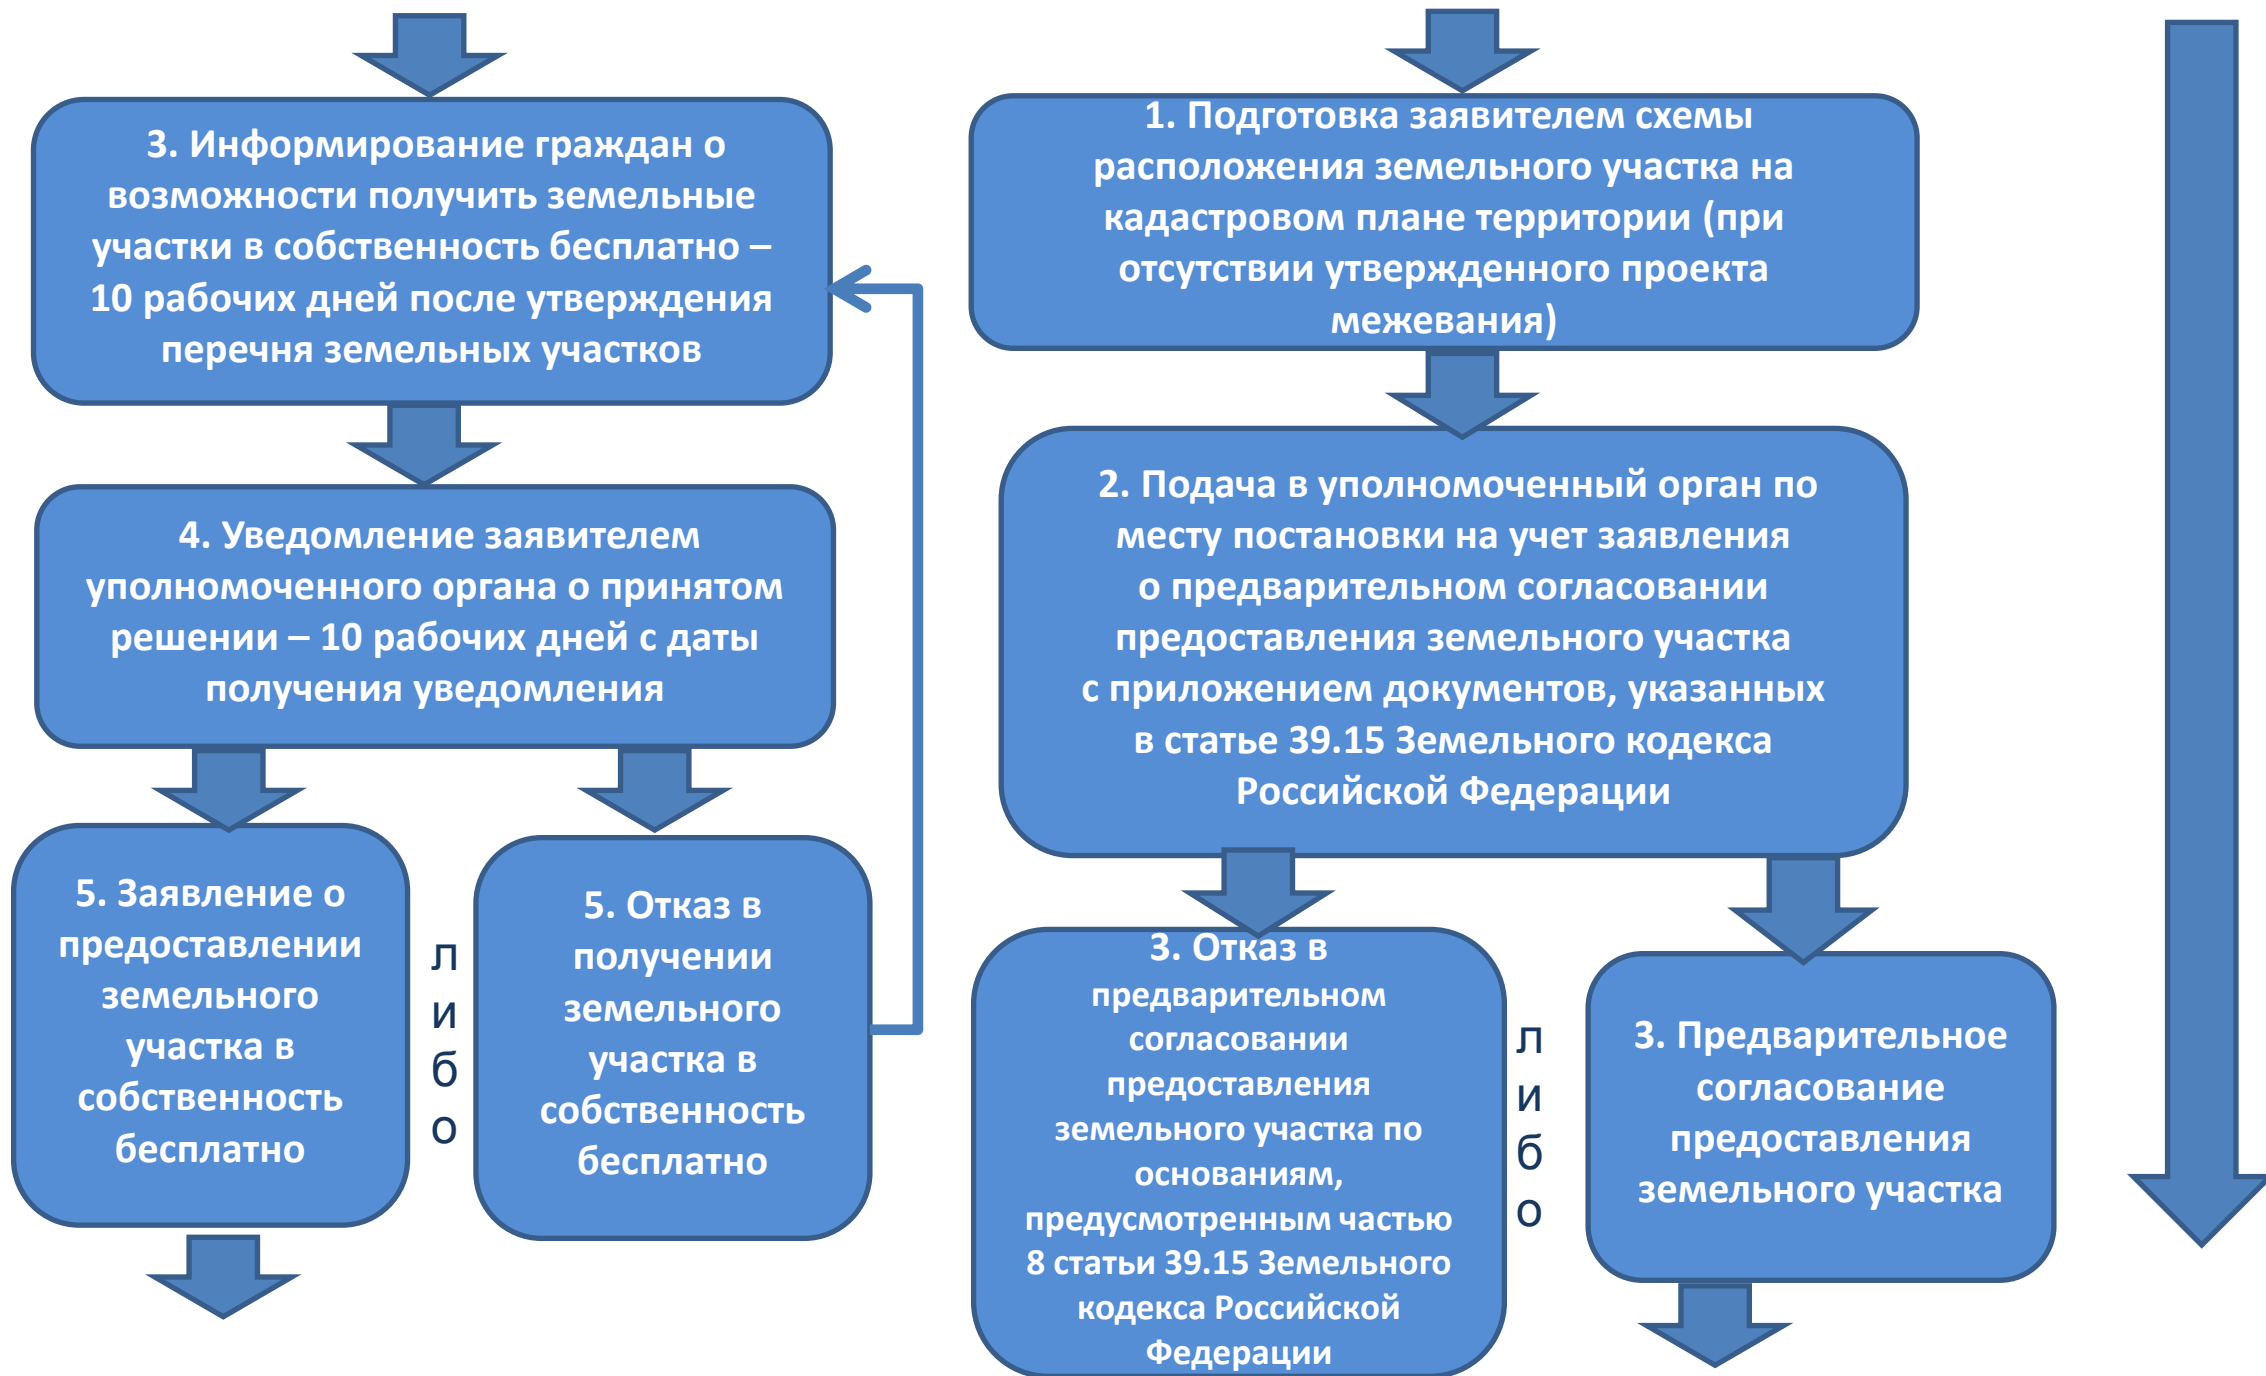 3. Информирование граждан о
возможности получить земельные
участки в собственность бесплатно –
10 рабочих дней после утверждения
перечня земельных участков
4. Уведомление заявителем
уполномоченного органа о принятом
решении – 10 рабочих дней с даты
получения уведомления
5. Заявление о
предоставлении
земельного
участка в
собственность
бесплатно
л
и
б
о
5. Отказ в
получении
земельного
участка в
собственность
бесплатно
1. Подготовка заявителем схемы
расположения земельного участка на
кадастровом плане территории (при
отсутствии утвержденного проекта
межевания)
2. Подача в уполномоченный орган по
месту постановки на учет заявления
о предварительном согласовании
предоставления земельного участка
с приложением документов, указанных
в статье 39.15 Земельного кодекса
Российской Федерации
3. Отказ в
предварительном
согласовании
предоставления
земельного участка по
основаниям,
предусмотренным частью
8 статьи 39.15 Земельного
кодекса Российской
Федерации
л
и
б
о
3. Предварительное
согласование
предоставления
земельного участка